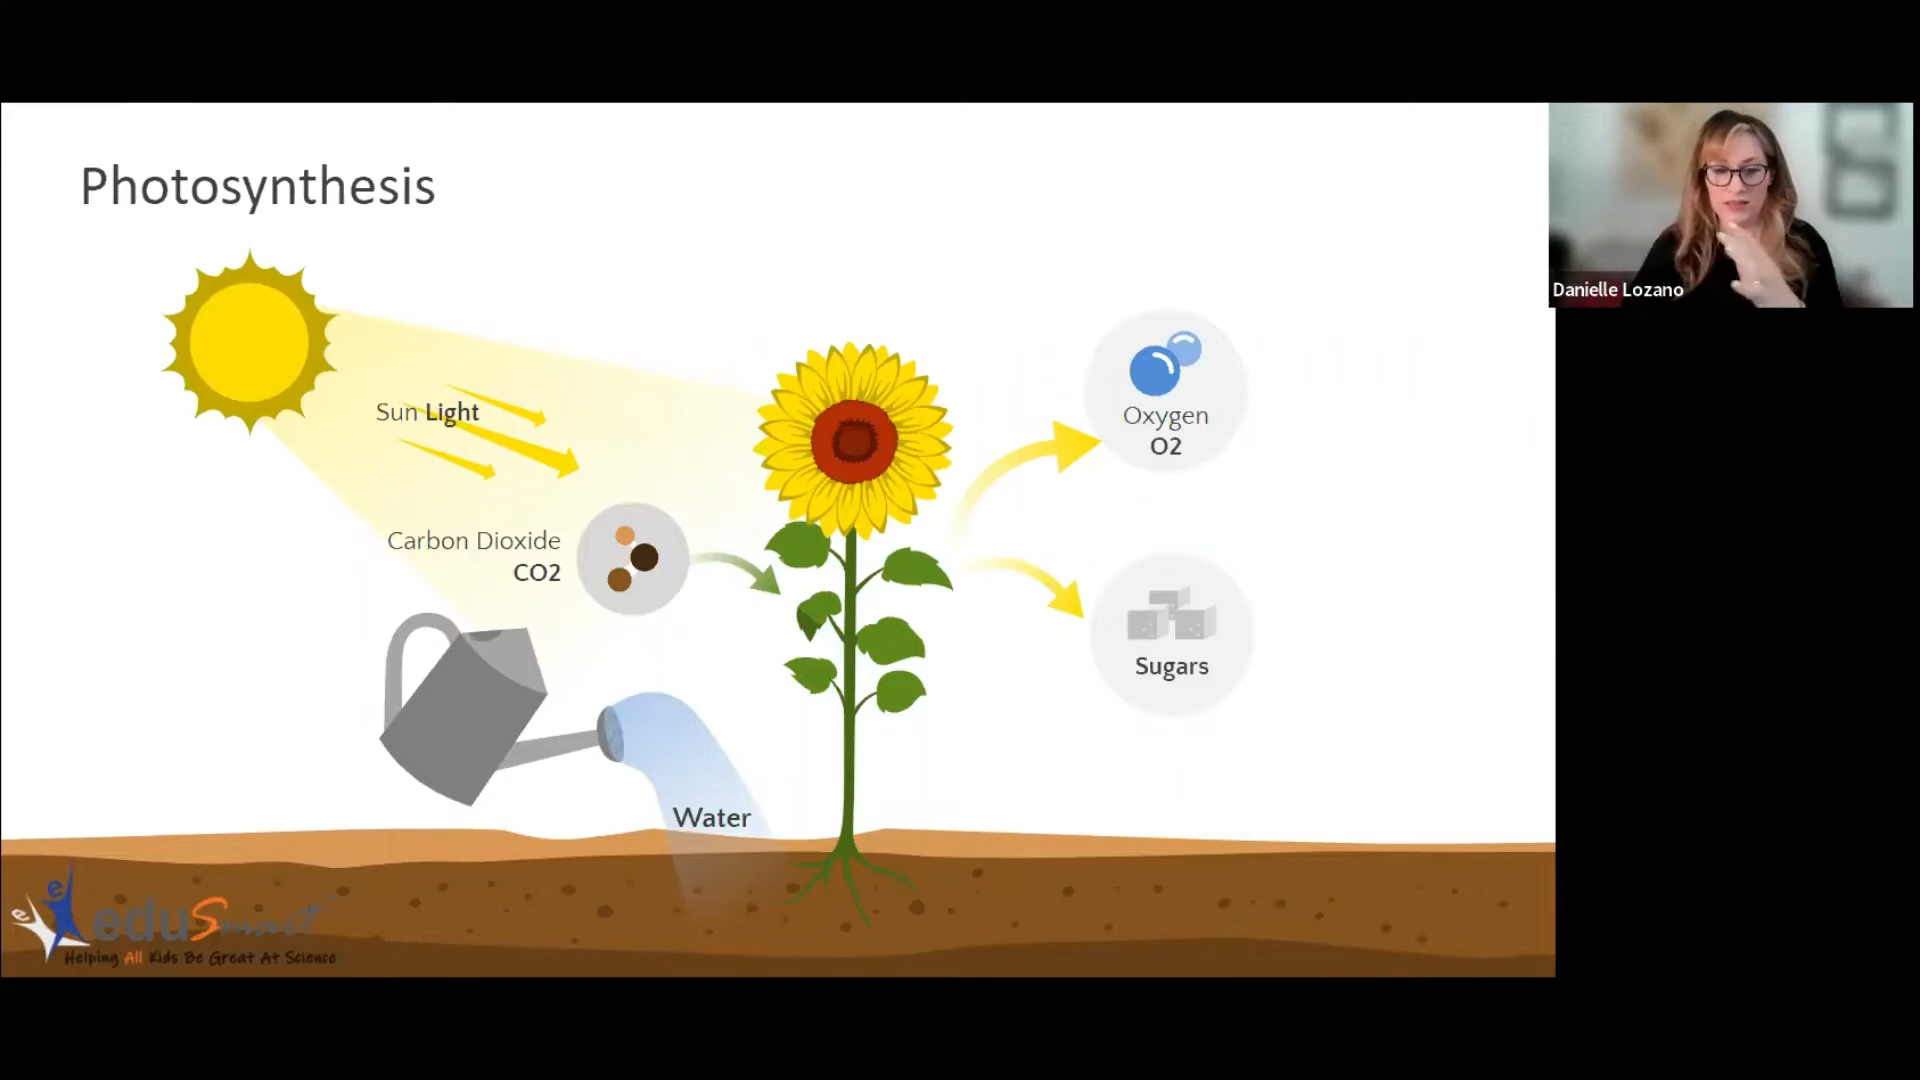 Photosynthesis
Danielle Lozano
Sun Light
Oxygen
O2
Carbon Dioxide
CO2
Sugars
Water
eduSmart
Helping All Kids Be Great At Science